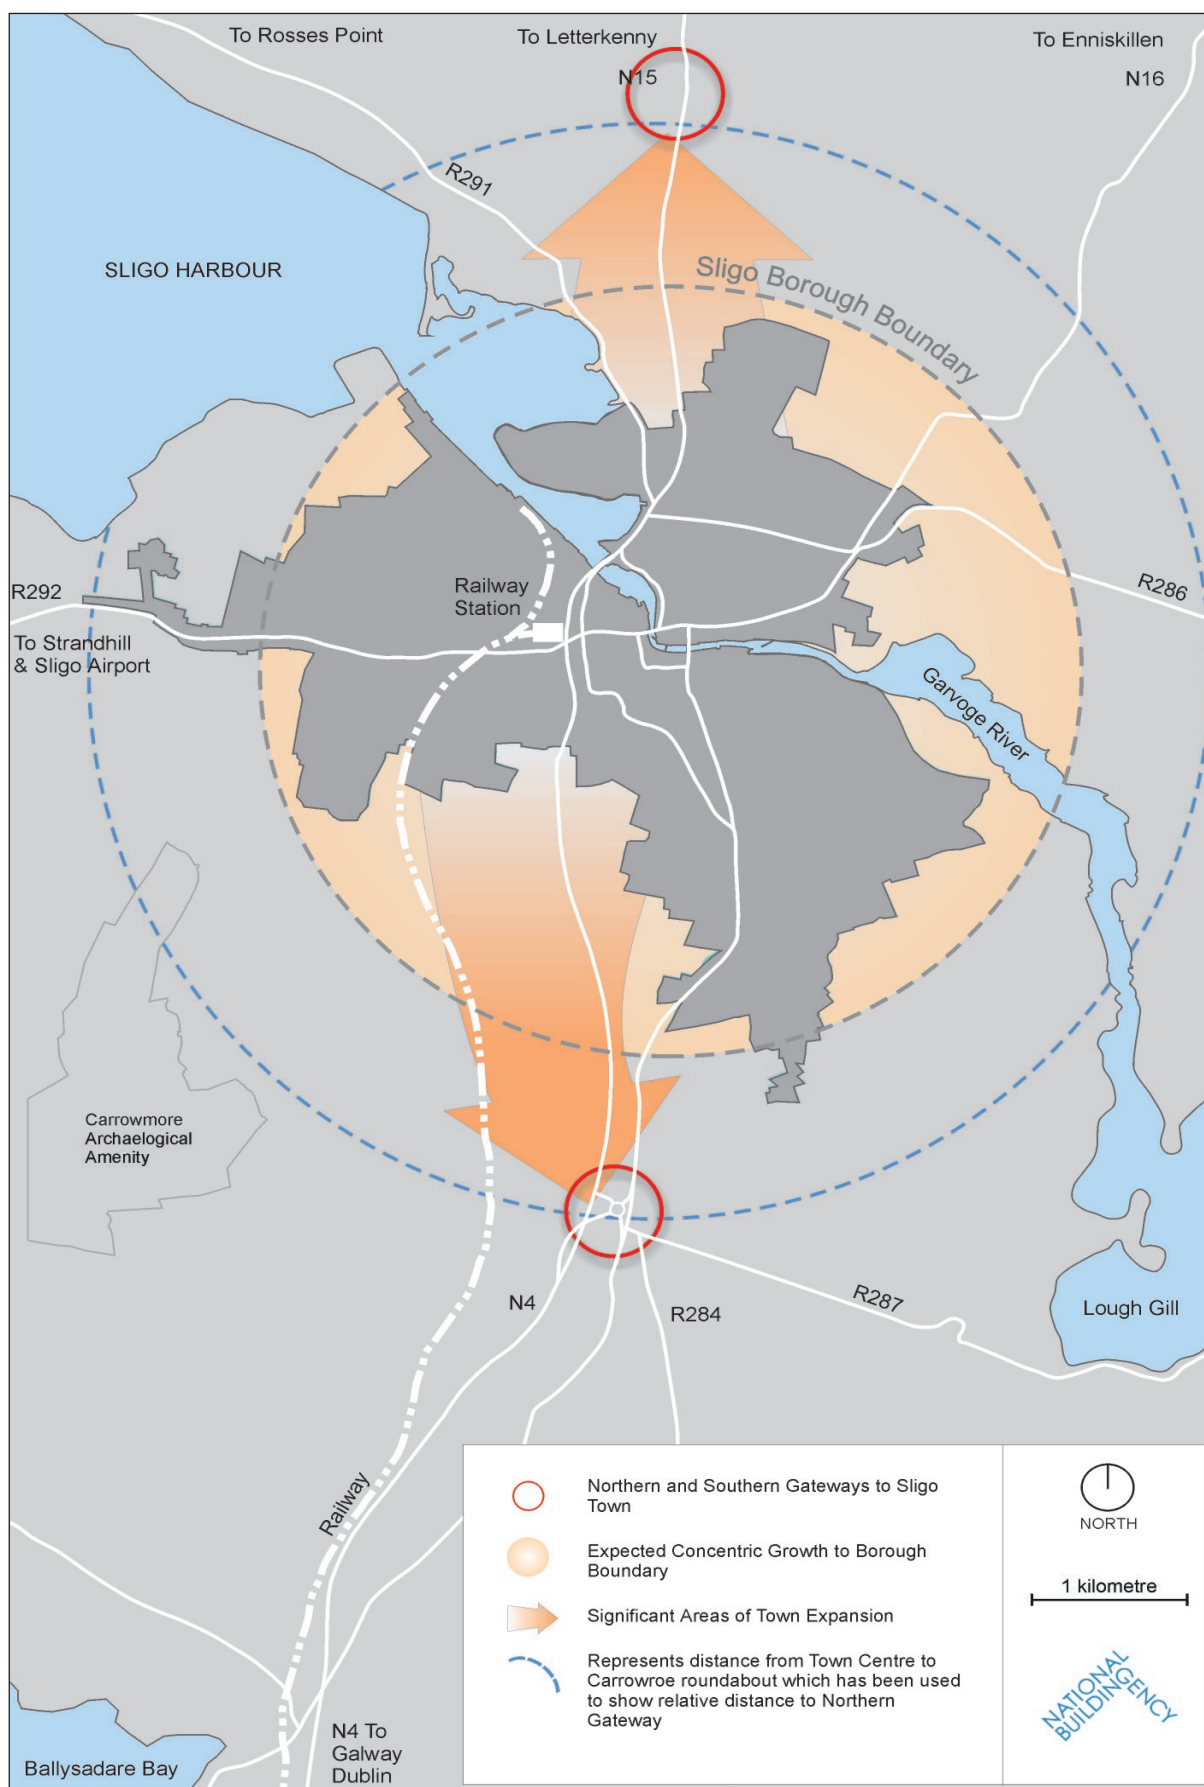 To Rosses Point
To Letterkenny
N15
To Enniskillen
N16
R291
SLIGO HARBOUR
Sligo Borough Boundary
R292
To Strandhill
& Sligo Airport
Railway
Station
R286
Garvoge River
Carrowmore
Archaelogical
Amenity
N4
R284
R287
Lough Gill
Railway
N4 To
Galway
Dublin
Ballysadare Bay
Northern and Southern Gateways to Sligo
Town
Expected Concentric Growth to Borough
Boundary
Significant Areas of Town Expansion
Represents distance from Town Centre to
Carrowroe roundabout which has been used
to show relative distance to Northern
Gateway
NORTH
1 kilometre
NATIONAL
BUILDING
AGENCY